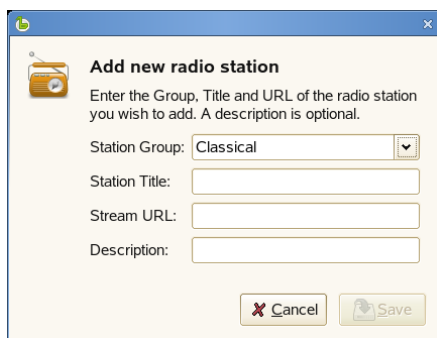 Add new radio station
Enter the Group, Title and URL of the radio station
you wish to add. A description is optional.
Station Group: Classical
Station Title:
Stream URL:
Description:
Cancel Save